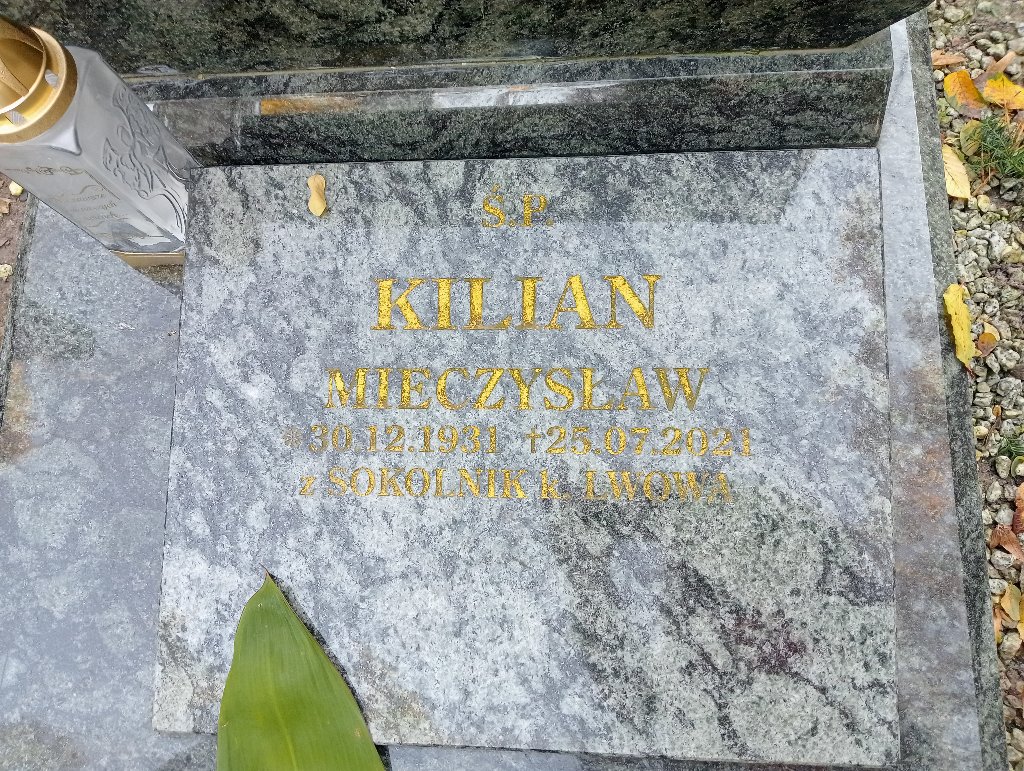 Ś.P.
KILIAN
MIECZYSŁAW
*30.12.1931 †25.07.2021
z SOKOLNIK k. LWOWA